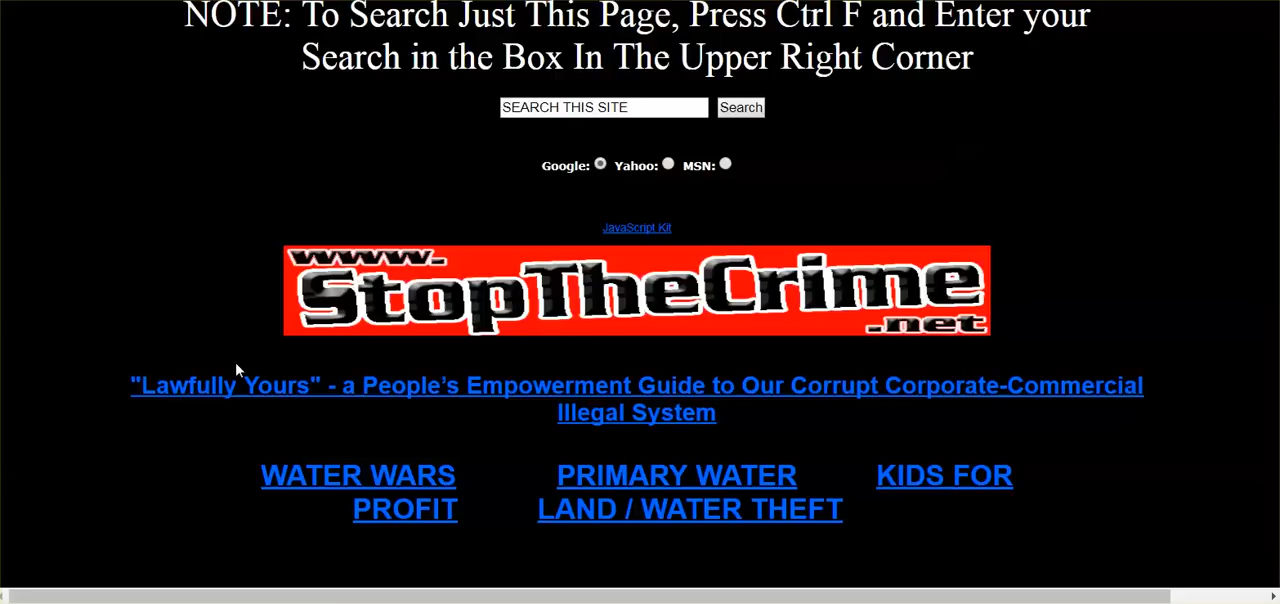 NOTE: To Search Just This Page, Press Ctrl F and Enter your
Search in the Box In The Upper Right Corner
SEARCH THIS SITE Search
Google: Yahoo: MSN:
JavaScript Kit
www.
StopTheCrime
.net
"Lawfully Yours" - a People’s Empowerment Guide to Our Corrupt Corporate-Commercial
Illegal System
WATER WARS PRIMARY WATER KIDS FOR
PROFIT LAND / WATER THEFT